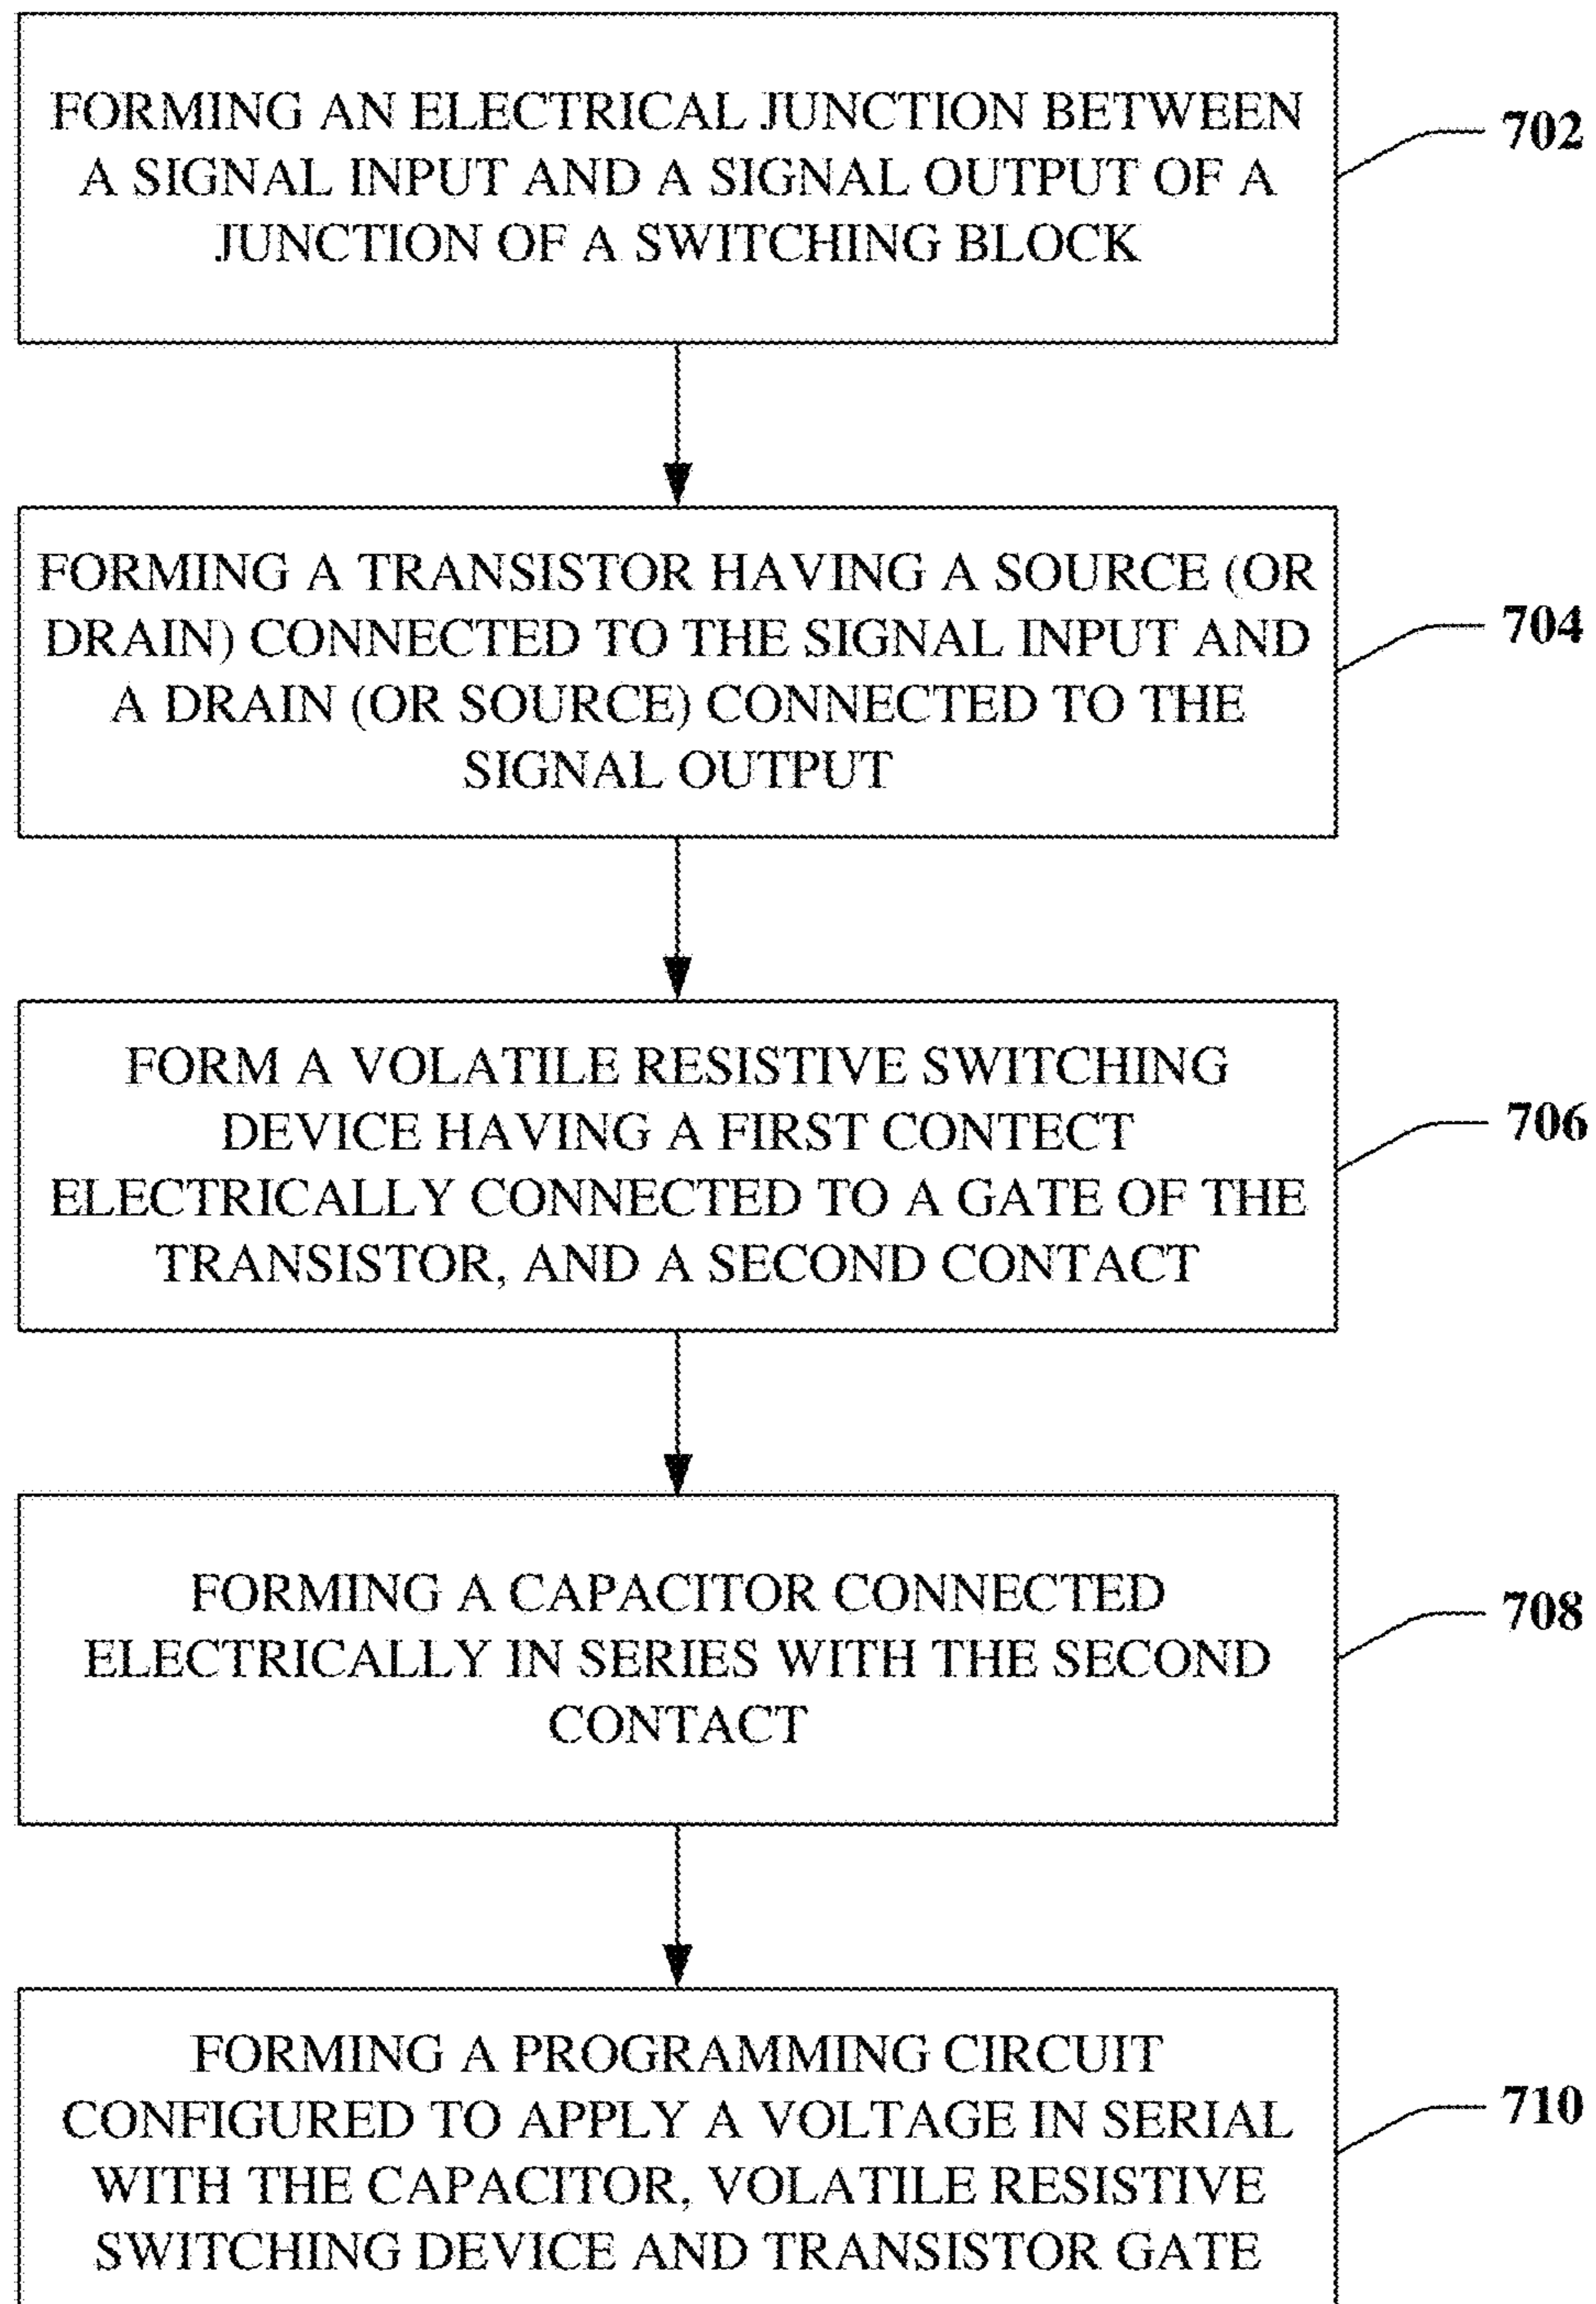 FORMING AN ELECTRICAL JUNCTION BETWEEN
A SIGNAL INPUT AND A SIGNAL OUTPUT OF A
JUNCTION OF A SWITCHING BLOCK
702
FORMING A TRANSISTOR HAVING A SOURCE (OR
DRAIN) CONNECTED TO THE SIGNAL INPUT AND
A DRAIN (OR SOURCE) CONNECTED TO THE
SIGNAL OUTPUT
704
FORM A VOLATILE RESISTIVE SWITCHING
DEVICE HAVING A FIRST CONTECT
ELECTRICALLY CONNECTED TO A GATE OF THE
TRANSISTOR, AND A SECOND CONTACT
706
FORMING A CAPACITOR CONNECTED
ELECTRICALLY IN SERIES WITH THE SECOND
CONTACT
708
FORMING A PROGRAMMING CIRCUIT
CONFIGURED TO APPLY A VOLTAGE IN SERIAL
WITH THE CAPACITOR, VOLATILE RESISTIVE
SWITCHING DEVICE AND TRANSISTOR GATE
710